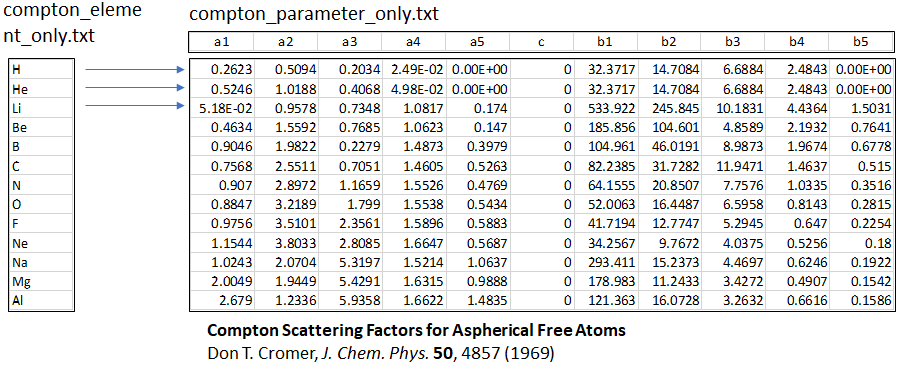 compton_eleme
nt_only.txt
compton_parameter_only.txt
a1 a2 a3 a4 a5 c b1 b2 b3 b4 b5
H 0.2623 0.5094 0.2034 2.49E-02 0.00E+00 0 32.3717 14.7084 6.6884 2.4843 0.00E+00
He 0.5246 1.0188 0.4068 4.98E-02 0.00E+00 0 32.3717 14.7084 6.6884 2.4843 0.00E+00
Li 5.18E-02 0.9578 0.7348 1.0817 0.174 0 533.922 245.845 10.1831 4.4364 1.5031
Be 0.4634 1.5592 0.7685 1.0623 0.147 0 185.856 104.601 4.8589 2.1932 0.7641
B 0.9046 1.9822 0.2279 1.4873 0.3979 0 104.961 46.0191 8.9873 1.9674 0.6778
C 0.7568 2.5511 0.7051 1.4605 0.5263 0 82.2385 31.7282 11.9471 1.4637 0.515
N 0.907 2.8972 1.1659 1.5526 0.4769 0 64.1555 20.8507 7.7576 1.0335 0.3516
O 0.8847 3.2189 1.799 1.5538 0.5434 0 52.0063 16.4487 6.5958 0.8143 0.2815
F 0.9756 3.5101 2.3561 1.5896 0.5883 0 41.7194 12.7747 5.2945 0.647 0.2254
Ne 1.1544 3.8033 2.8085 1.6647 0.5687 0 34.2567 9.7672 4.0375 0.5256 0.18
Na 1.0243 2.0704 5.3197 1.5214 1.0637 0 293.411 15.2373 4.4697 0.6246 0.1922
Mg 2.0049 1.9449 5.4291 1.6315 0.9888 0 178.983 11.2433 3.4272 0.4907 0.1542
Al 2.679 1.2336 5.9358 1.6622 1.4835 0 121.363 16.0728 3.2632 0.6616 0.1586
Compton Scattering Factors for Aspherical Free Atoms
Don T. Cromer, J. Chem. Phys. 50, 4857 (1969)